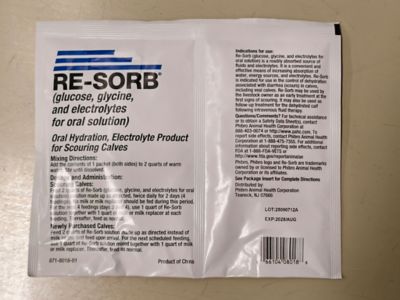 RE-SORB®
(glucose, glycine,
and electrolytes
for oral solution)
Oral Hydration, Electrolyte Product
for Scouring Calves
Mixing Directions:
Add the contents of 1 packet (both sides) to 2 quarts of warm
water. Stir until dissolved.
Dosage and Administration:
Scouring Calves:
Feed 2 quarts of Re-Sorb (glucose, glycine, and electrolytes for
oral solution), made up as directed, twice daily for 2 days (4
feedings). No milk or milk replacer should be fed during this period.
For the next 4 feedings (days 3 and 4), use 1 quart of Re-Sorb
solution together with 1 quart of milk or milk replacer at each
feeding. Thereafter, feed as normal.
Newly Purchased Calves:
Feed 2 quarts of Re-Sorb solution made up as directed instead of
milk as the first feed upon arrival. For the next scheduled feeding,
use 1 quart of Re-Sorb solution mixed together with 1 quart of milk
or milk replacer. Thereafter, feed as normal.
871-8018-01
Product of China
Indications for use:
Re-Sorb (glucose, glycine, and electrolytes for
oral solution) is a readily absorbed source of
fluids and electrolytes. It is a convenient and
effective means of increasing absorption of
water, energy sources, and electrolytes. Re-Sorb
is indicated for use in the control of dehydration
associated with diarrhea (scours) in calves,
including veal calves. Re-Sorb may be used by
the livestock owner as an early treatment at the
first signs of scouring. It may also be used as
follow up treatment for the dehydrated calf
following intravenous fluid therapy.
Questions/Comments? For technical assistance
or to obtain a Safety Data Sheet(s), contact
Phibro Animal Health Corporation at
888-403-0074 or http://www.pahc.com. To
report side effects, contact Phibro Animal
Health Corporation at 1-888-475-7355. For additional
information about reporting side effects, contact
FDA at 1-888-FDA-VETS or
http://www.fda.gov/reportanimalae
Phibro logo and Re-Sorb are trademarks
owned by or licensed to Phibro Animal Health
Corporation or its affiliates.
See Package Insert for Complete Directions
Distributed by
Phibro Animal Health Corporation
Teaneck, NJ 07666
EXP:2028/AUG